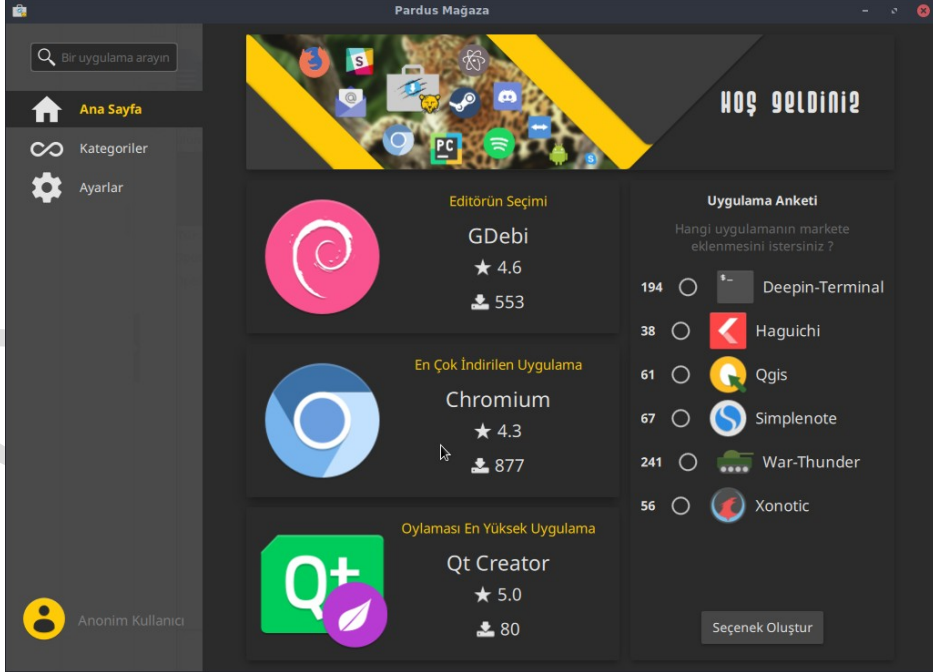 Pardus Mağaza
Bir uygulama arayın
Ana Sayfa
Kategoriler
Ayarlar
Anonim Kullanıcı
S
PC
HOŞ GELDİNİZ
Editörün Seçimi
GDebi
★ 4.6
553
En Çok İndirilen Uygulama
Chromium
★ 4.3
877
Oylaması En Yüksek Uygulama
Qt
Qt Creator
★ 5.0
80
Uygulama Anketi
Hangi uygulamanın markete
eklenmesini istersiniz ?
194 $_ Deepin-Terminal
38 Haguichi
61 Qgis
67 Simplenote
241 War-Thunder
56 Xonotic
Seçenek Oluştur